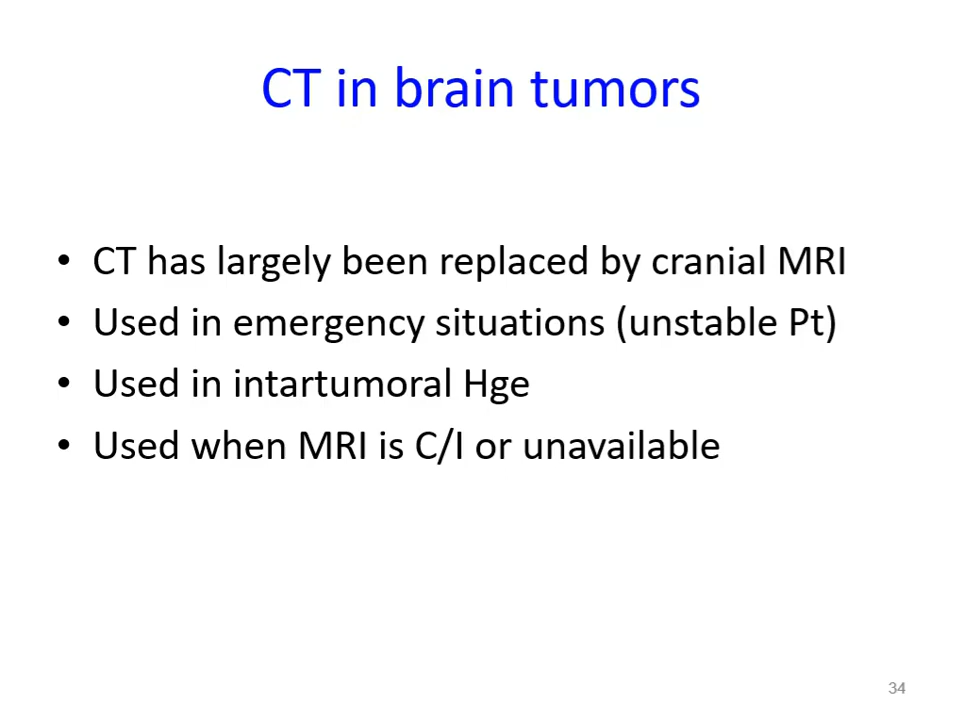 CT in brain tumors
• CT has largely been replaced by cranial MRI
• Used in emergency situations (unstable Pt)
• Used in intartumoral Hge
• Used when MRI is C/I or unavailable
34